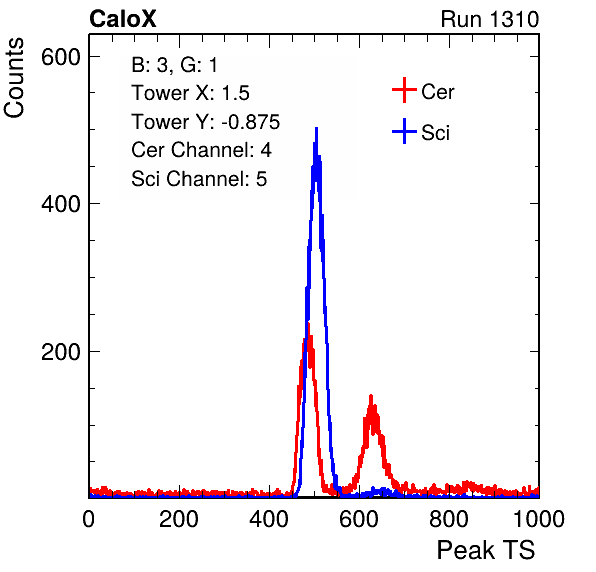 CaloX Run 1310
Counts
600
400
200
B: 3, G: 1
Tower X: 1.5
Tower Y: -0.875
Cer Channel: 4
Sci Channel: 5
Cer
Sci
0 200 400 600 800 1000
Peak TS